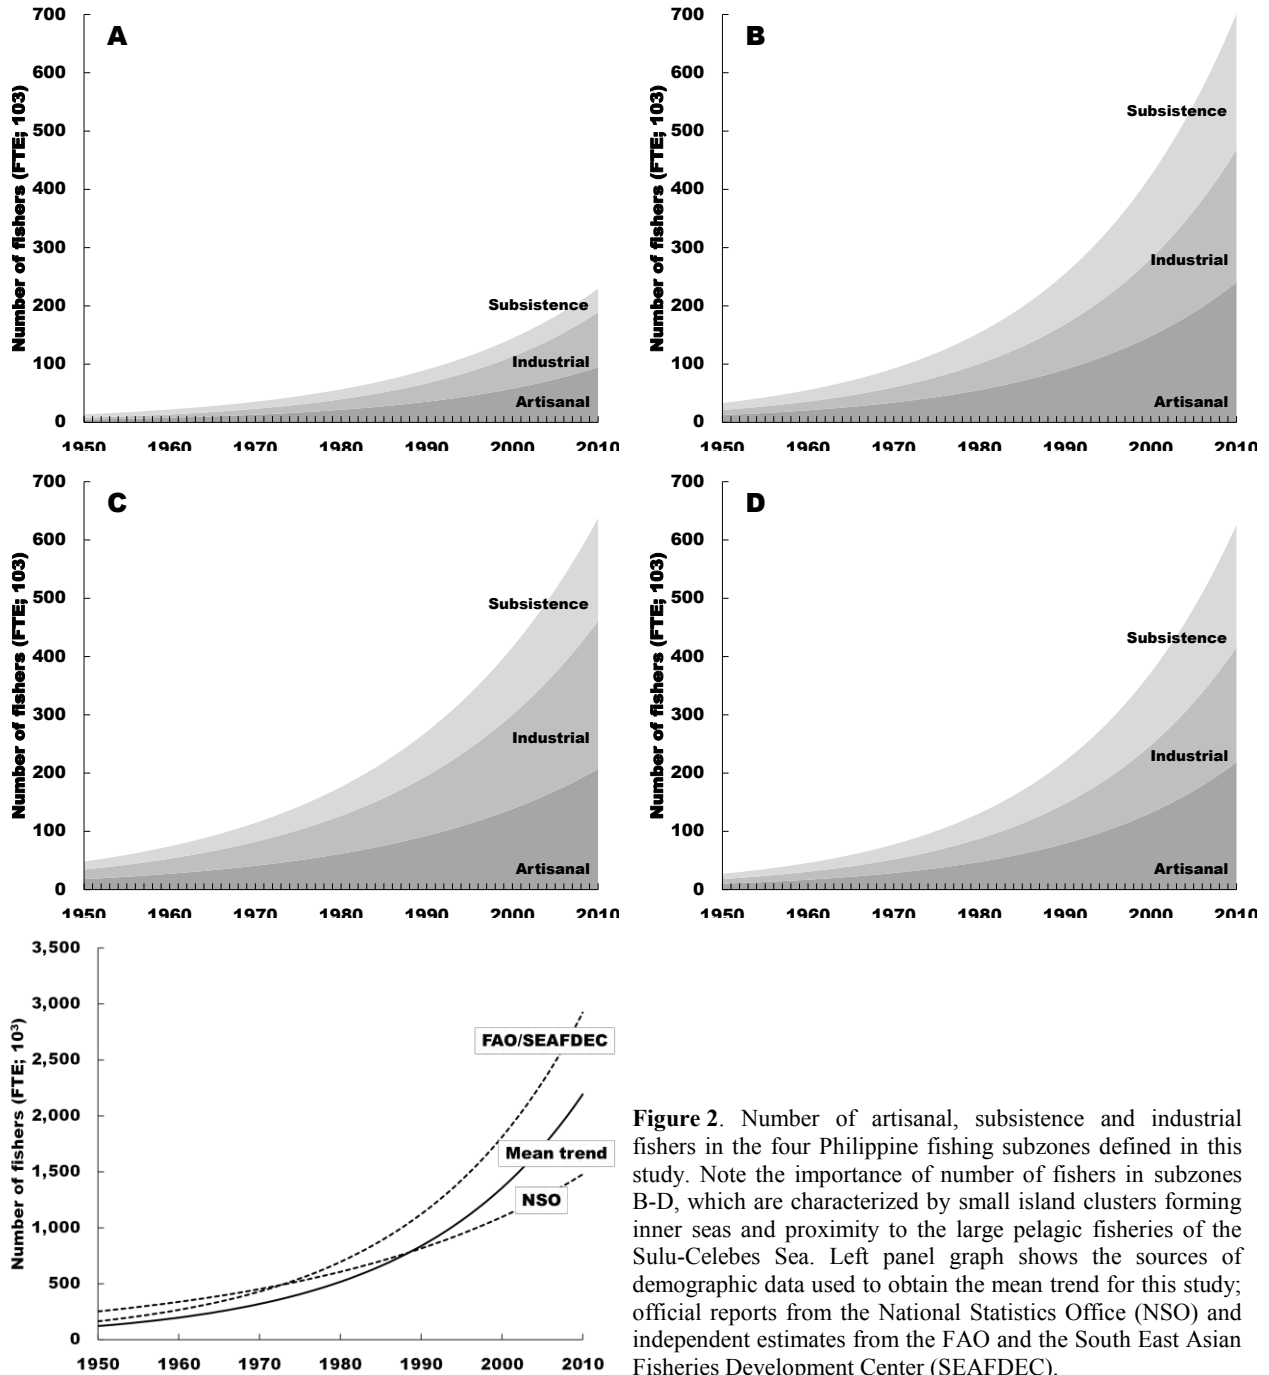 700
A
600
500
400
300
200
100
0
Number of fishers (FTE; 103)
Subsistence
Industrial
Artisanal
1950 1960 1970 1980 1990 2000 2010
700
B
600
500
400
300
200
100
0
Number of fishers (FTE; 103)
Subsistence
Industrial
Artisanal
1950 1960 1970 1980 1990 2000 2010
700
C
600
500
400
300
200
100
0
Number of fishers (FTE; 103)
Subsistence
Industrial
Artisanal
1950 1960 1970 1980 1990 2000 2010
700
D
600
500
400
300
200
100
0
Number of fishers (FTE; 103)
Subsistence
Industrial
Artisanal
1950 1960 1970 1980 1990 2000 2010
3,500
3,000
2,500
2,000
1,500
1,000
500
0
Number of fishers (FTE; 10³)
FAO/SEAFDEC
Mean trend
NSO
1950 1960 1970 1980 1990 2000 2010
Figure 2. Number of artisanal, subsistence and industrial
fishers in the four Philippine fishing subzones defined in this
study. Note the importance of number of fishers in subzones
B-D, which are characterized by small island clusters forming
inner seas and proximity to the large pelagic fisheries of the
Sulu-Celebes Sea. Left panel graph shows the sources of
demographic data used to obtain the mean trend for this study;
official reports from the National Statistics Office (NSO) and
independent estimates from the FAO and the South East Asian
Fisheries Development Center (SEAFDEC).